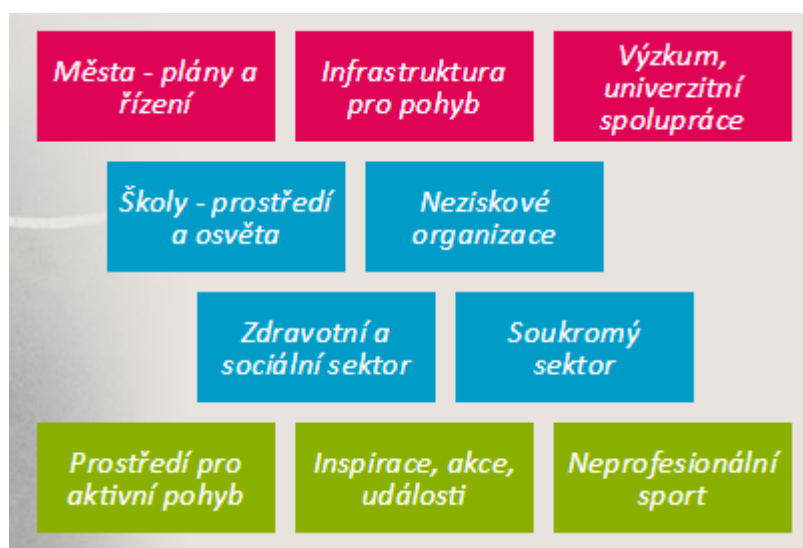 Města - plány a
řízení
Infrastruktura
pro pohyb
Výzkum,
univerzitní
spolupráce
Školy - prostředí
a osvěta
Neziskové
organizace
Zdravotní a
sociální sektor
Soukromý
sektor
Prostředí pro
aktivní pohyb
Inspirace, akce,
události
Neprofesionální
sport